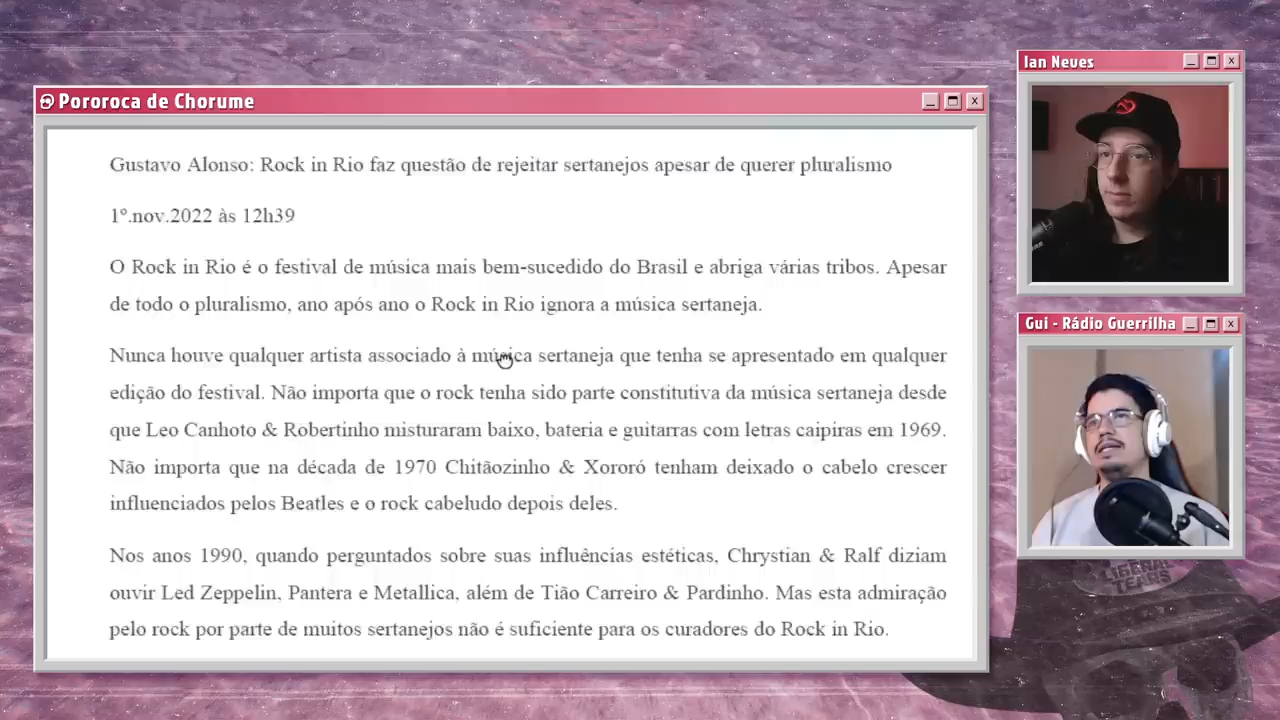 Ian Neves
Pororoca de Chorume
Gustavo Alonso: Rock in Rio faz questão de rejeitar sertanejos apesar de querer pluralismo
1º.nov.2022 às 12h39
O Rock in Rio é o festival de música mais bem-sucedido do Brasil e abriga várias tribos. Apesar
de todo o pluralismo, ano após ano o Rock in Rio ignora a música sertaneja.
Nunca houve qualquer artista associado à música sertaneja que tenha se apresentado em qualquer
edição do festival. Não importa que o rock tenha sido parte constitutiva da música sertaneja desde
que Leo Canhoto & Robertinho misturaram baixo, bateria e guitarras com letras caipiras em 1969.
Não importa que na década de 1970 Chitãozinho & Xororó tenham deixado o cabelo crescer
influenciados pelos Beatles e o rock cabeludo depois deles.
Nos anos 1990, quando perguntados sobre suas influências estéticas, Chrystian & Ralf diziam
ouvir Led Zeppelin, Pantera e Metallica, além de Tião Carreiro & Pardinho. Mas esta admiração
pelo rock por parte de muitos sertanejos não é suficiente para os curadores do Rock in Rio.
Gui - Rádio Guerrilha
LIBERAL
TEARS